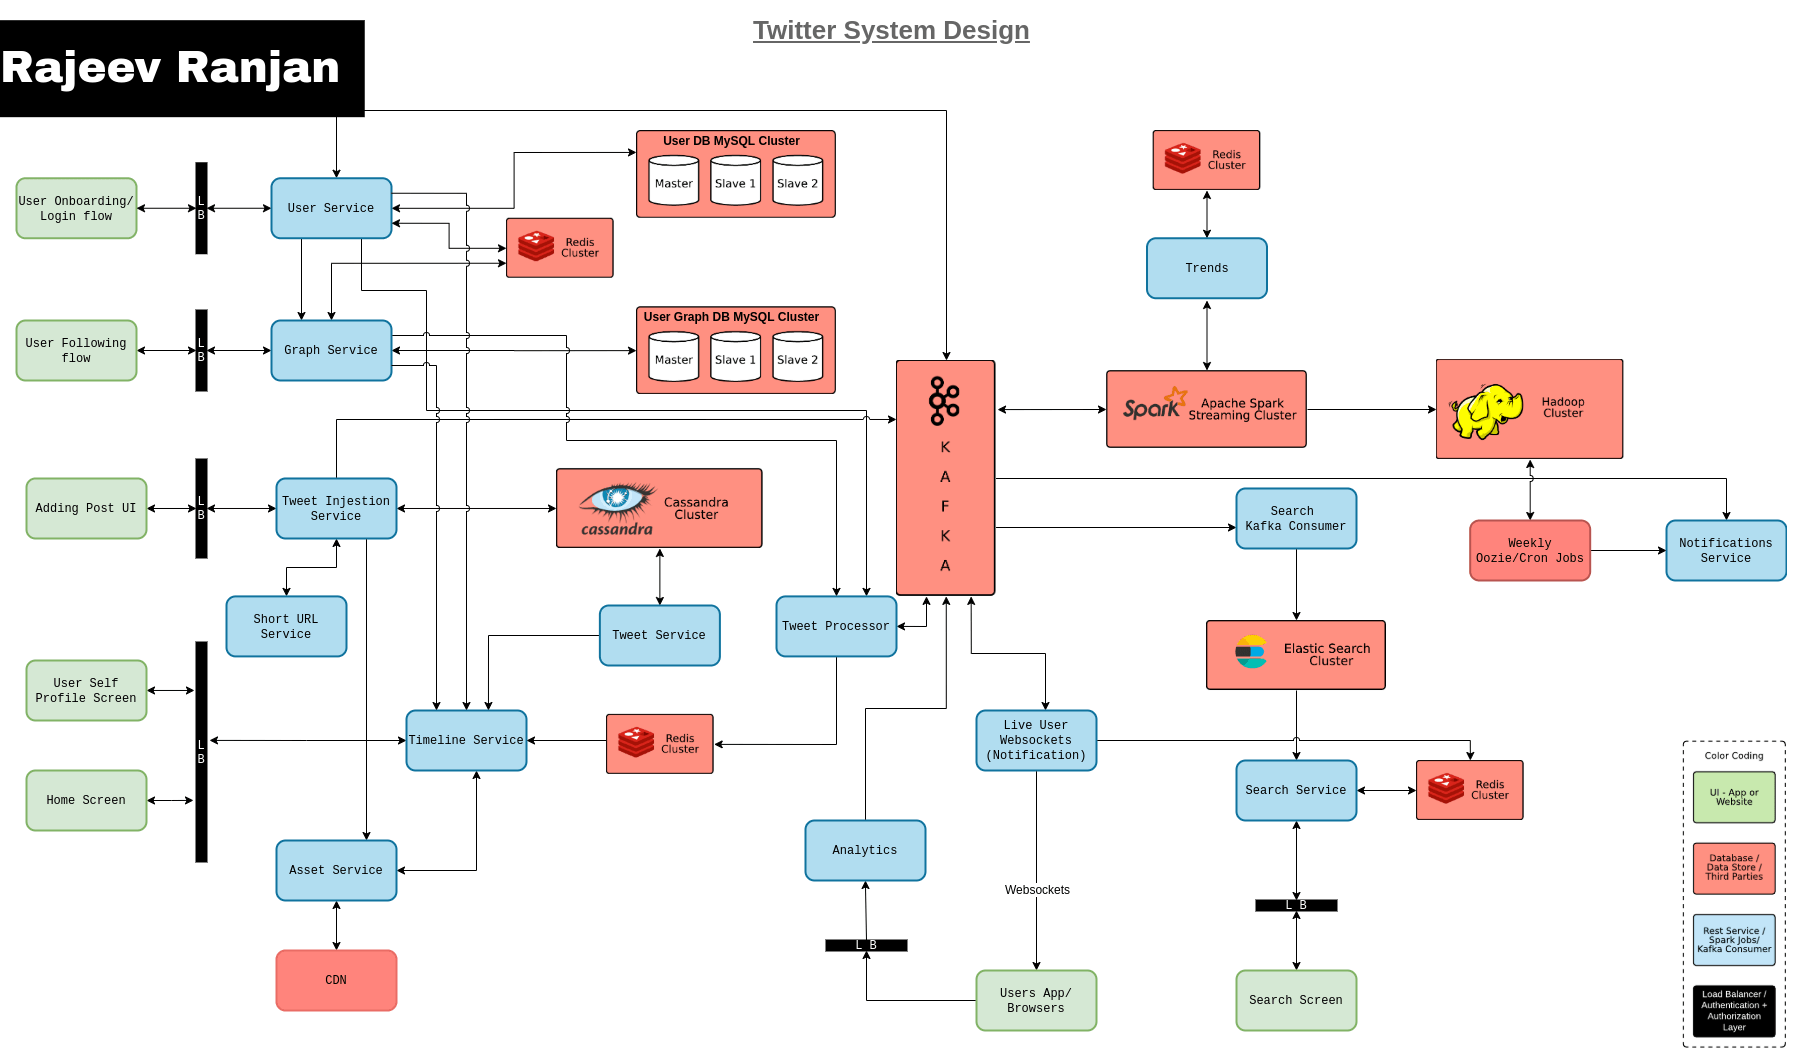 Twitter System Design
Rajeev Ranjan
User DB MySQL Cluster
Master
Slave 1
Slave 2
Redis
Cluster
User Onboarding/
Login flow
L
B
User Service
Redis
Cluster
Trends
User Graph DB MySQL Cluster
Master
Slave 1
Slave 2
User Following
flow
L
B
Graph Service
K
A
F
K
A
Spark
Apache Spark
Streaming Cluster
Hadoop
Cluster
Adding Post UI
L
B
Tweet Injestion
Service
cassandra
Cassandra
Cluster
Search
Kafka Consumer
Weekly
Oozie/Cron Jobs
Notifications
Service
Short URL
Service
Tweet Service
Tweet Processor
Elastic Search
Cluster
User Self
Profile Screen
L
B
Timeline Service
Redis
Cluster
Live User
Websockets
(Notification)
Home Screen
Search Service
Redis
Cluster
Asset Service
Analytics
Websockets
L B
L B
CDN
Users App/
Browsers
Search Screen
Color Coding
UI - App or
Website
Database /
Data Store /
Third Parties
Rest Service /
Spark Jobs/
Kafka Consumer
Load Balancer /
Authentication +
Authorization
Layer